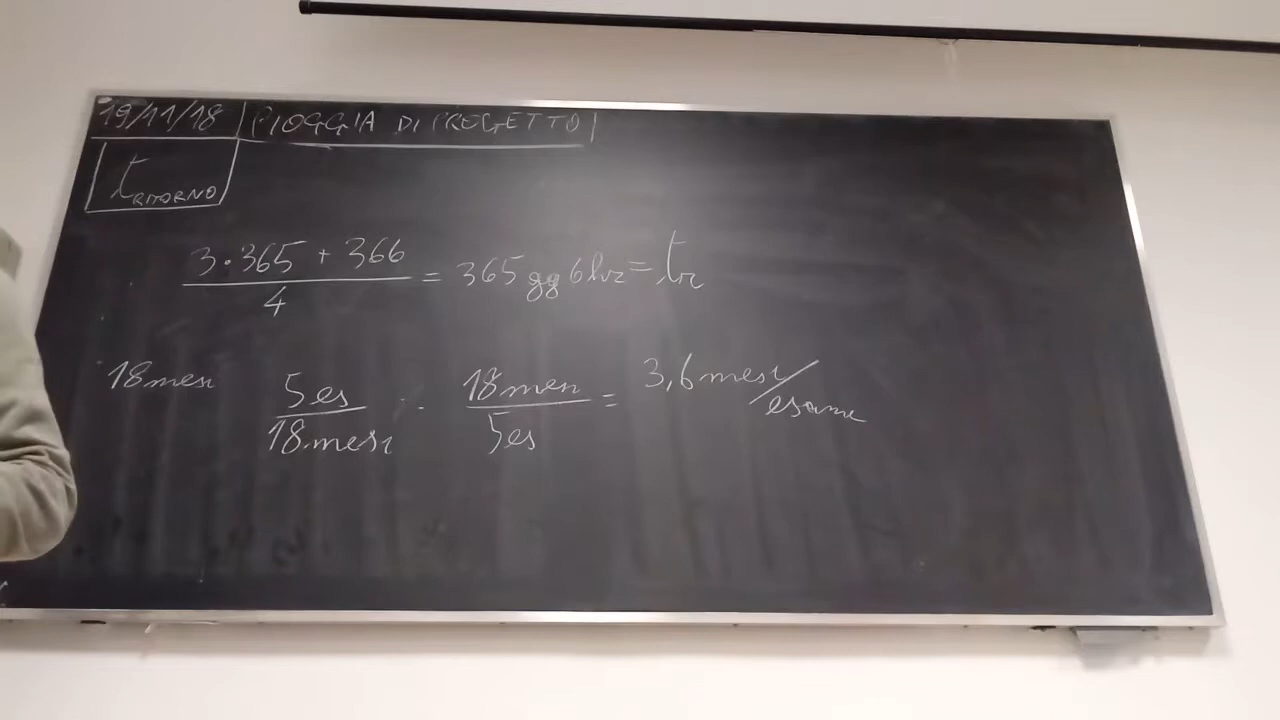 19/11/18 PIOGGIA DI PROGETTO
t RITORNO
3·365 + 366 / 4 = 365 gg 6 hr = tr
18 mesi 5 es / 18 mesi 18 mesi / 5 es = 3,6 mesi/esame